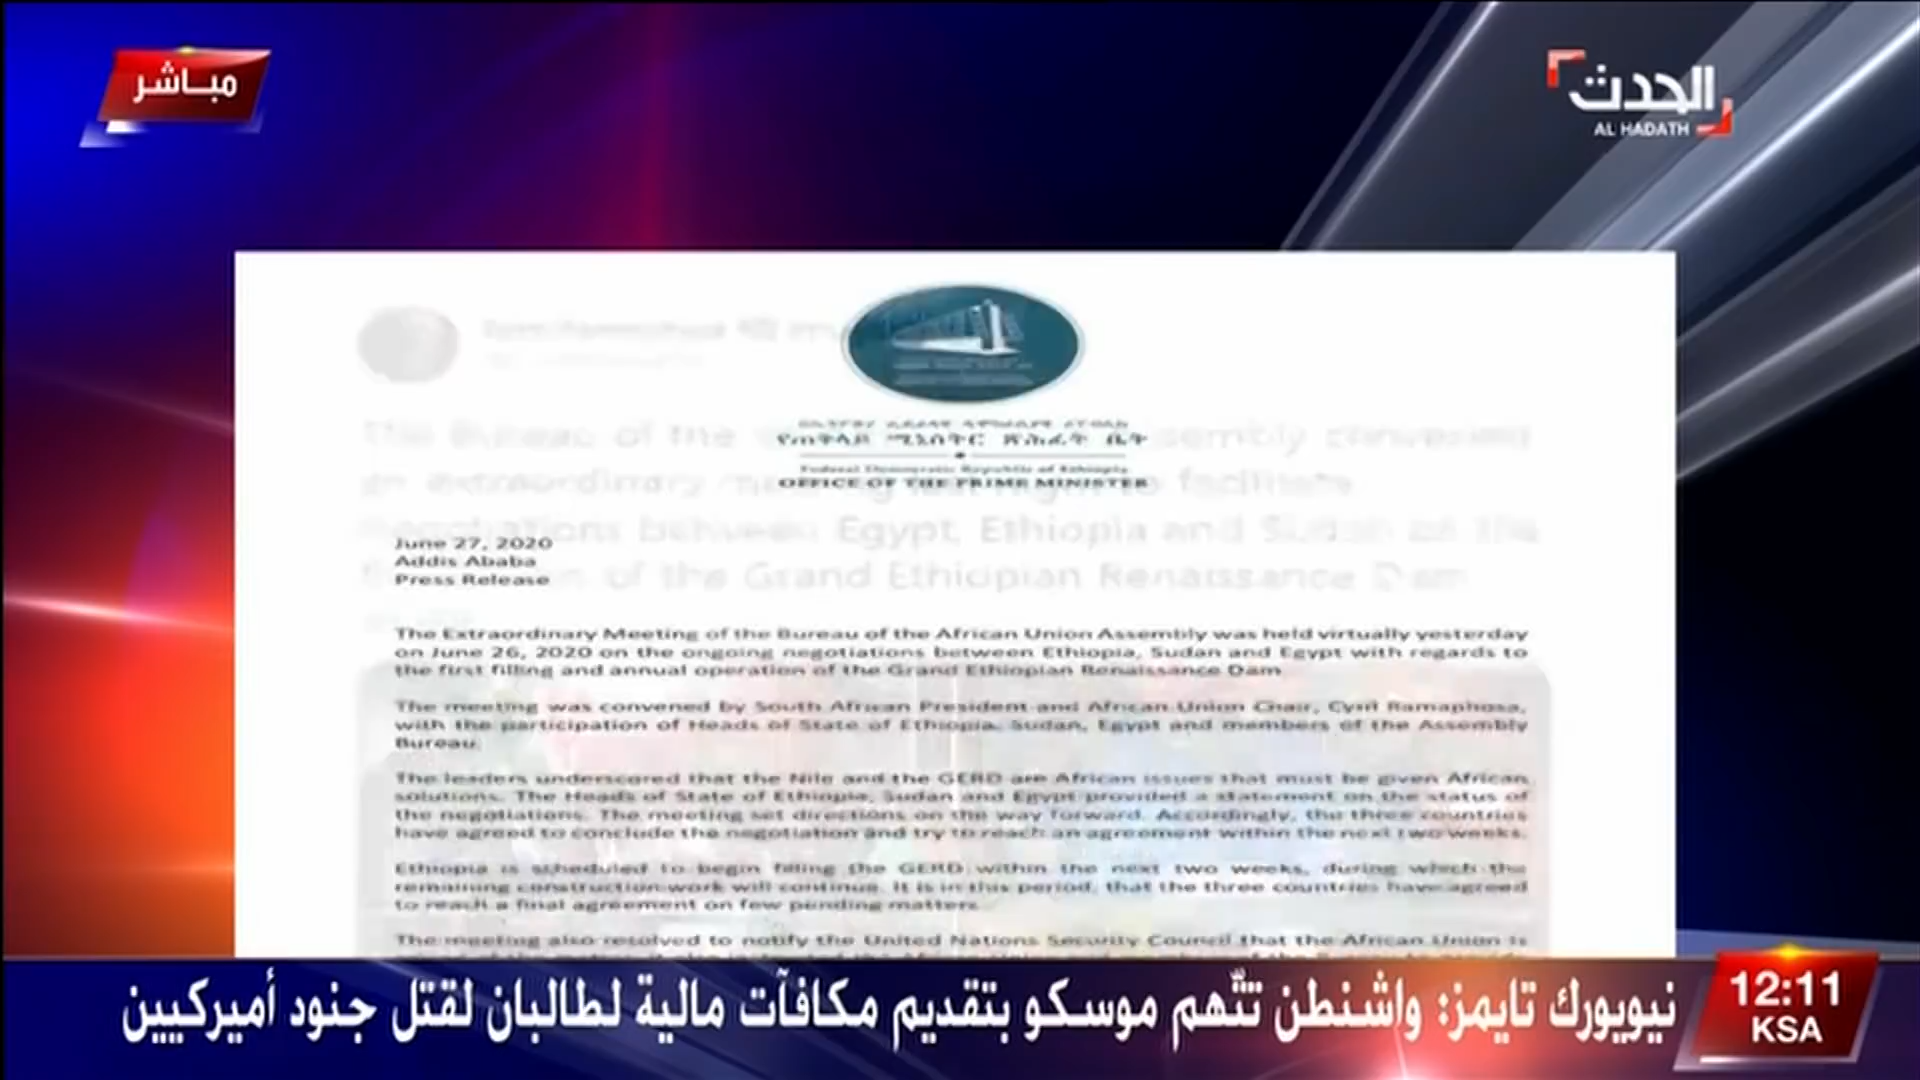 مباشر
الحدث
AL HADATH
የጠቅላይ ሚኒስትር ጽሕፈት ቤት
Federal Democratic Republic of Ethiopia
OFFICE OF THE PRIME MINISTER
June 27, 2020
Addis Ababa
Press Release
The Extraordinary Meeting of the Bureau of the African Union Assembly was held virtually yesterday
on June 26, 2020 on the ongoing negotiations between Ethiopia, Sudan and Egypt with regards to
the first filling and annual operation of the Grand Ethiopian Renaissance Dam
The meeting was convened by South African President and African Union Chair, Cyril Ramaphosa,
with the participation of Heads of State of Ethiopia, Sudan, Egypt and members of the Assembly
Bureau.
The leaders underscored that the Nile and the GERD are African issues that must be given African
solutions. The Heads of State of Ethiopia, Sudan and Egypt provided a statement on the status of
the negotiations. The meeting set directions on the way forward. Accordingly, the three countries
have agreed to conclude the negotiation and try to reach an agreement within the next two weeks.
Ethiopia is scheduled to begin filling the GERD within the next two weeks, during which the
remaining construction work will continue. It is in this period, that the three countries have agreed
to reach a final agreement on few pending matters.
The meeting also resolved to notify the United Nations Security Council that the African Union is
نيويورك تايمز: واشنطن تتّهم موسكو بتقديم مكافآت مالية لطالبان لقتل جنود أميركيين
12:11
KSA